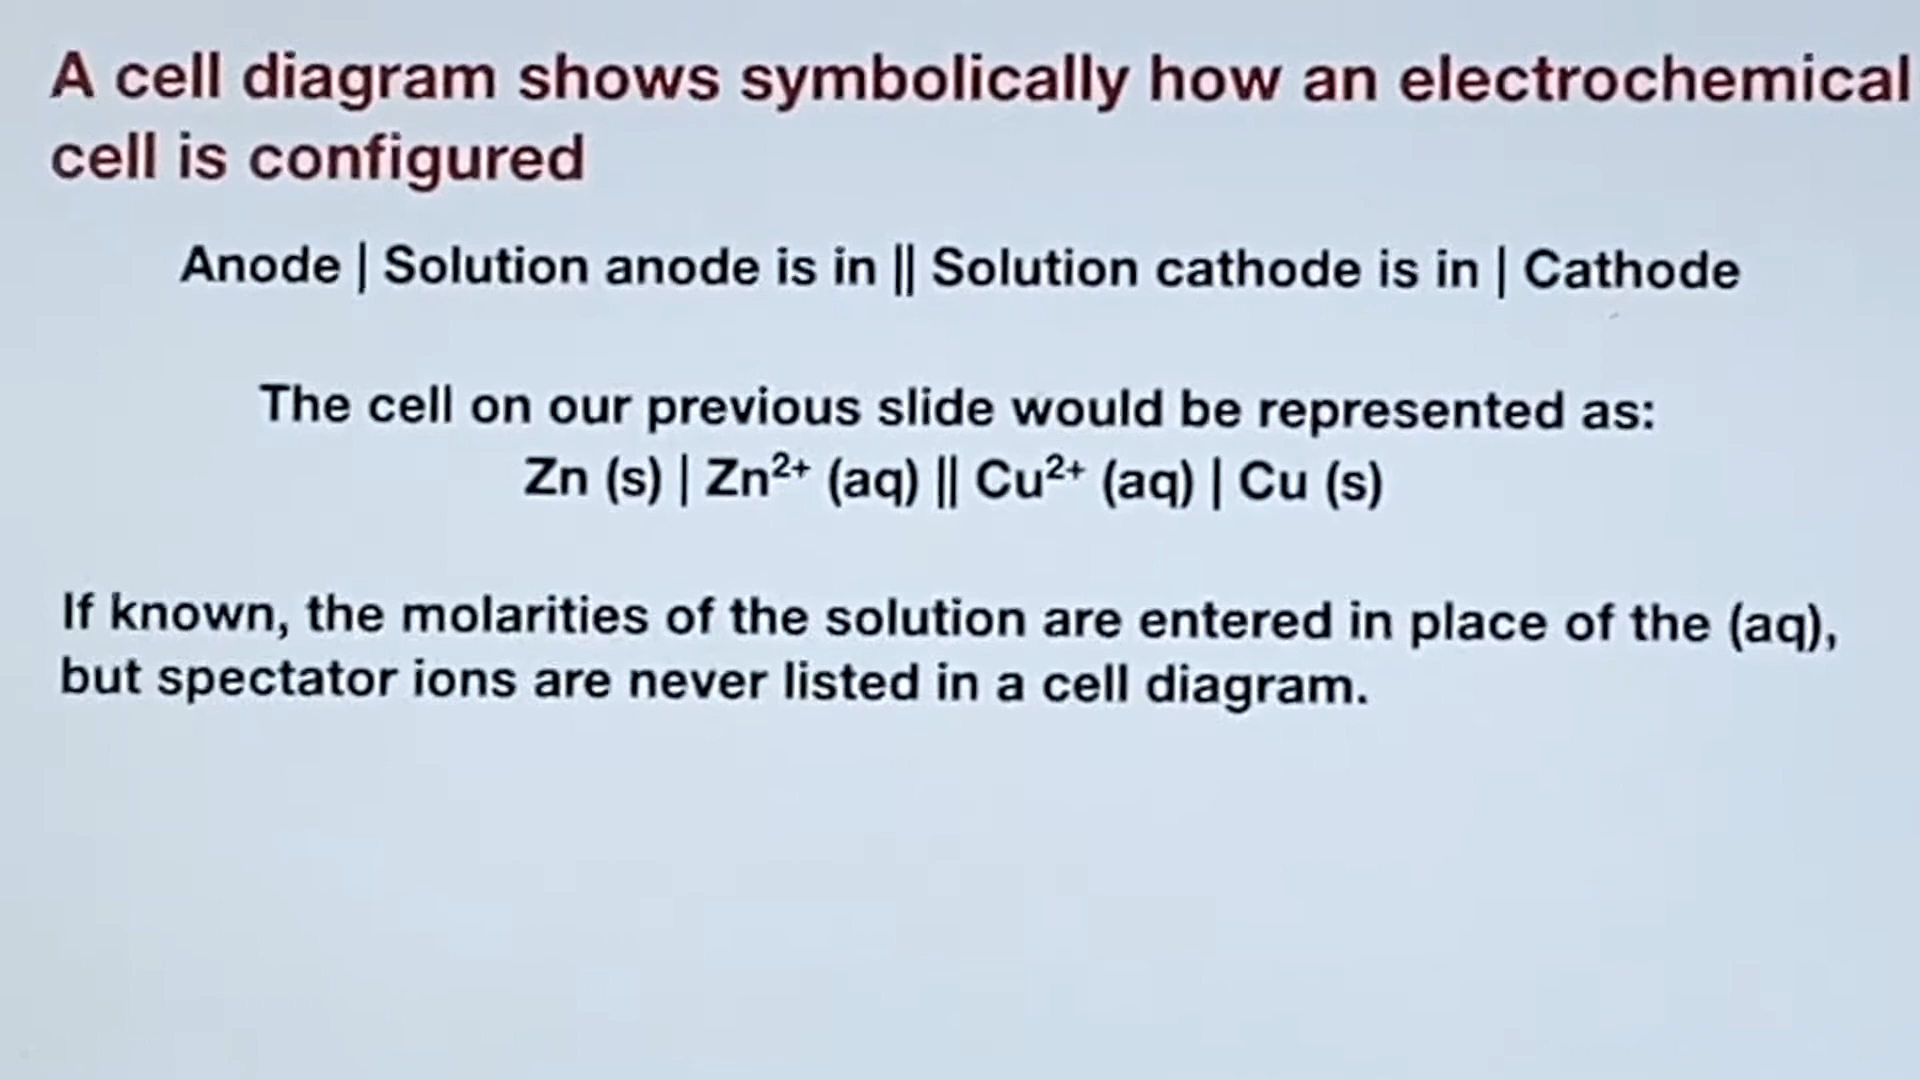 A cell diagram shows symbolically how an electrochemical
cell is configured
Anode | Solution anode is in || Solution cathode is in | Cathode
The cell on our previous slide would be represented as:
Zn (s) | Zn²⁺ (aq) || Cu²⁺ (aq) | Cu (s)
If known, the molarities of the solution are entered in place of the (aq),
but spectator ions are never listed in a cell diagram.